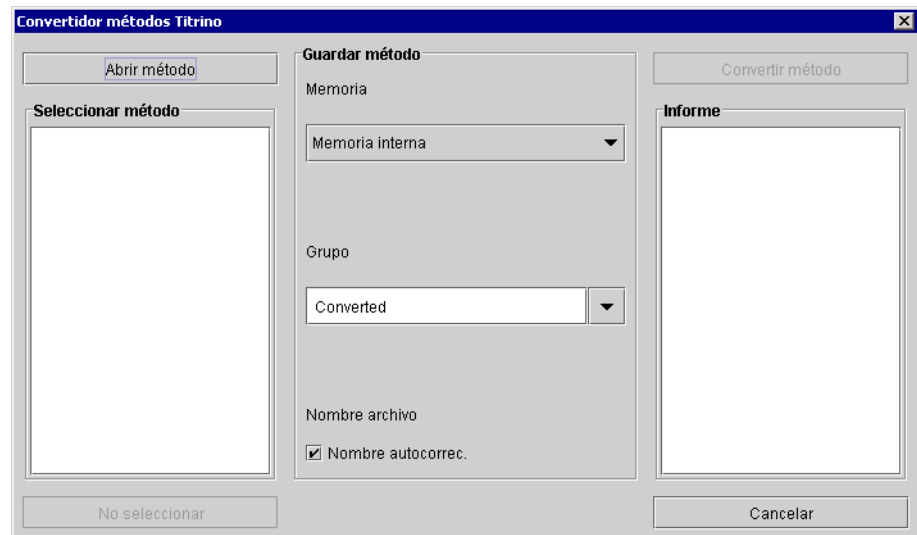 Convertidor métodos Titrino
Abrir método
Seleccionar método
No seleccionar
Guardar método
Memoria
Memoria interna
Grupo
Converted
Nombre archivo
Nombre autocorrec.
Convertir método
Informe
Cancelar